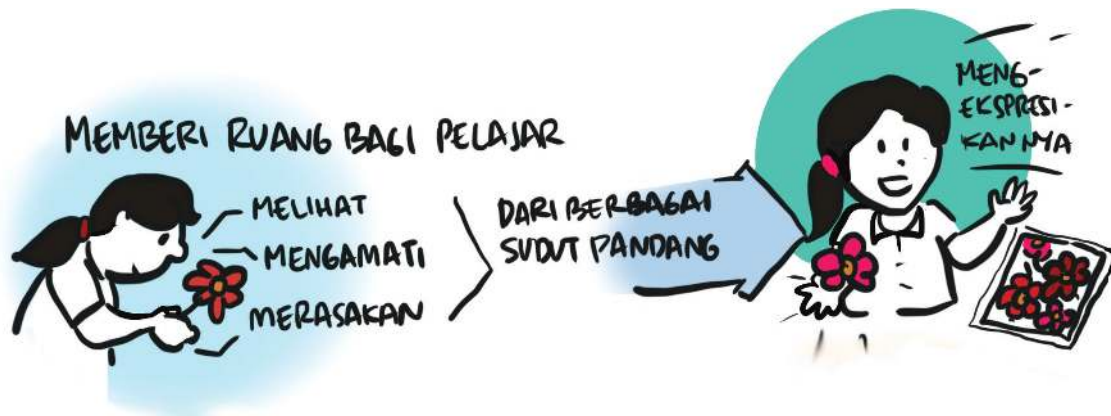 MEMBERI RUANG BAGI PELAJAR
MELIHAT
MENGAMATI
MERASAKAN
DARI BERBAGAI
SUDUT PANDANG
MENG-
EKSPRESI-
KANNYA